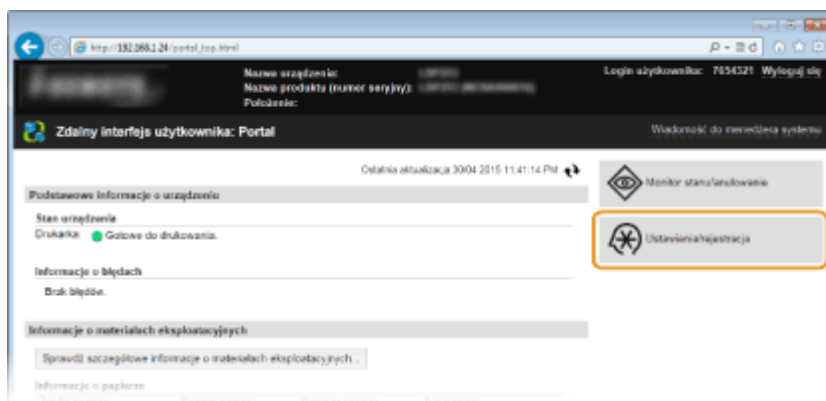 http://192.168.1.24/portal_top.html
Nazwa urządzenia:
Nazwa produktu (numer seryjny):
Położenie:
Login użytkownika: 7654321 Wyloguj się
Zdalny interfejs użytkownika: Portal
Wiadomość do menedżera systemu
Ostatnia aktualizacja 30/04 2015 11:41:14 PM
Podstawowe informacje o urządzeniu
Stan urządzenia
Drukarka: Gotowe do drukowania.
Informacje o błędach
Brak błędów.
Informacje o materiałach eksploatacyjnych
Sprawdź szczegółowe informacje o materiałach eksploatacyjnych...
Informacje o papierze
Monitor stanu/anulowanie
Ustawienia/rejestracja